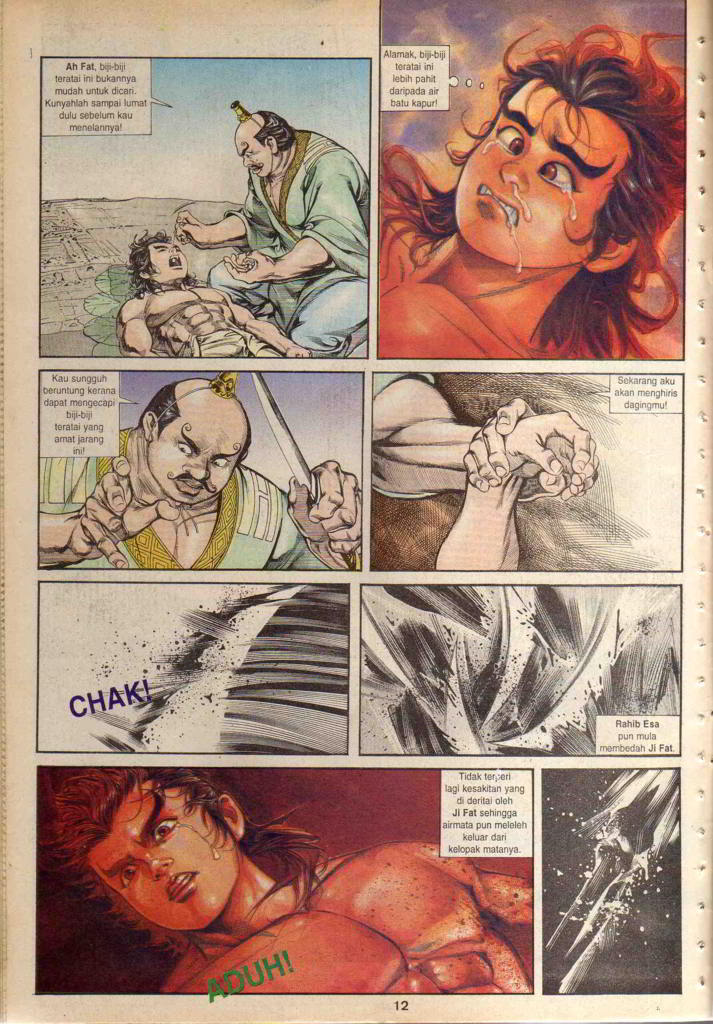 Ah Fat, biji-biji
teratai ini bukannya
mudah untuk dicari.
Kunyahlah sampai lumat
dulu sebelum kau
menelannya!
Alamak, biji-biji
teratai ini
lebih pahit
daripada air
batu kapur!
Kau sungguh
beruntung kerana
dapat mengecapi
biji-biji
teratai yang
amat jarang
ini!
Sekarang aku
akan menghiris
dagingmu!
CHAK!
Rahib Esa
pun mula
membedah Ji Fat.
Tidak terperi
lagi kesakitan yang
di deritai oleh
Ji Fat sehingga
airmata pun meleleh
keluar dari
kelopak matanya.
ADUH!
12